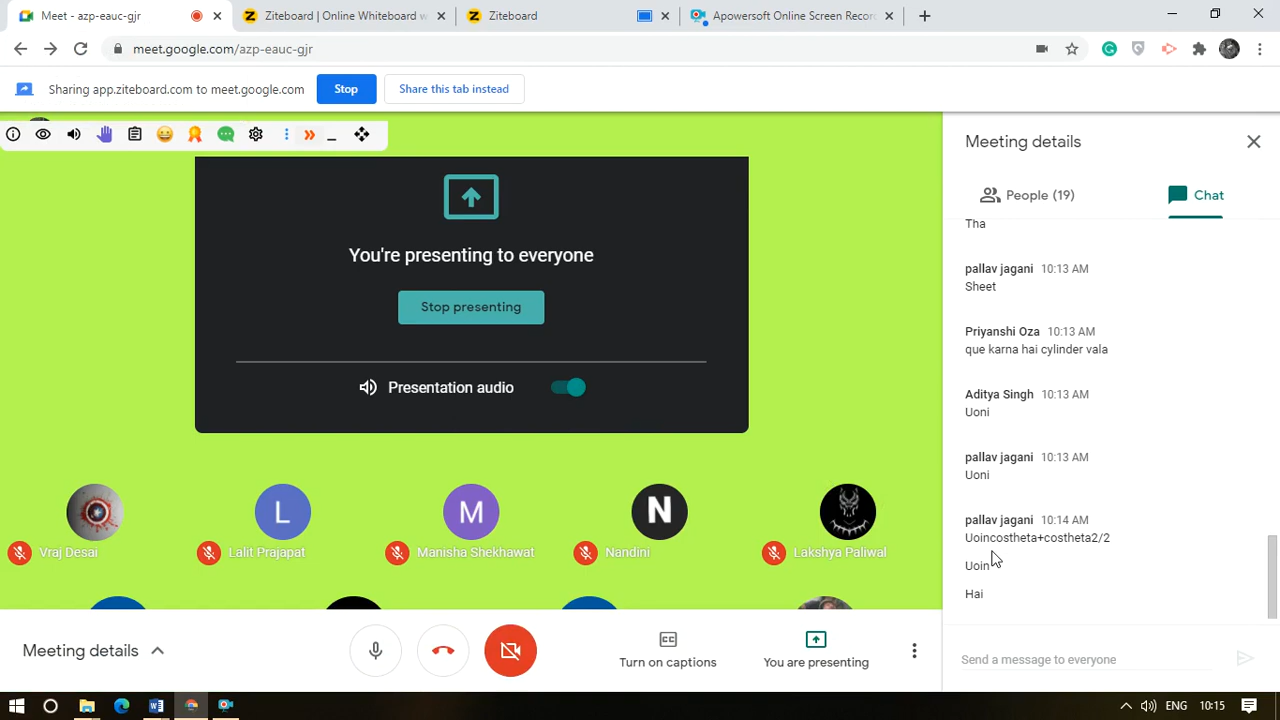 Meet - azp-eauc-gjr
Ziteboard | Online Whiteboard w
Ziteboard
Apowersoft Online Screen Recor
meet.google.com/azp-eauc-gjr
Sharing app.ziteboard.com to meet.google.com
Stop
Share this tab instead
You're presenting to everyone
Stop presenting
Presentation audio
Vraj Desai
L
Lalit Prajapat
M
Manisha Shekhawat
N
Nandini
Lakshya Paliwal
Meeting details
Turn on captions
You are presenting
Meeting details
People (19)
Chat
Tha
pallav jagani 10:13 AM
Sheet
Priyanshi Oza 10:13 AM
que karna hai cylinder vala
Aditya Singh 10:13 AM
Uoni
pallav jagani 10:13 AM
Uoni
pallav jagani 10:14 AM
Uoincostheta+costheta2/2
Uoin
Hai
Send a message to everyone
ENG
10:15